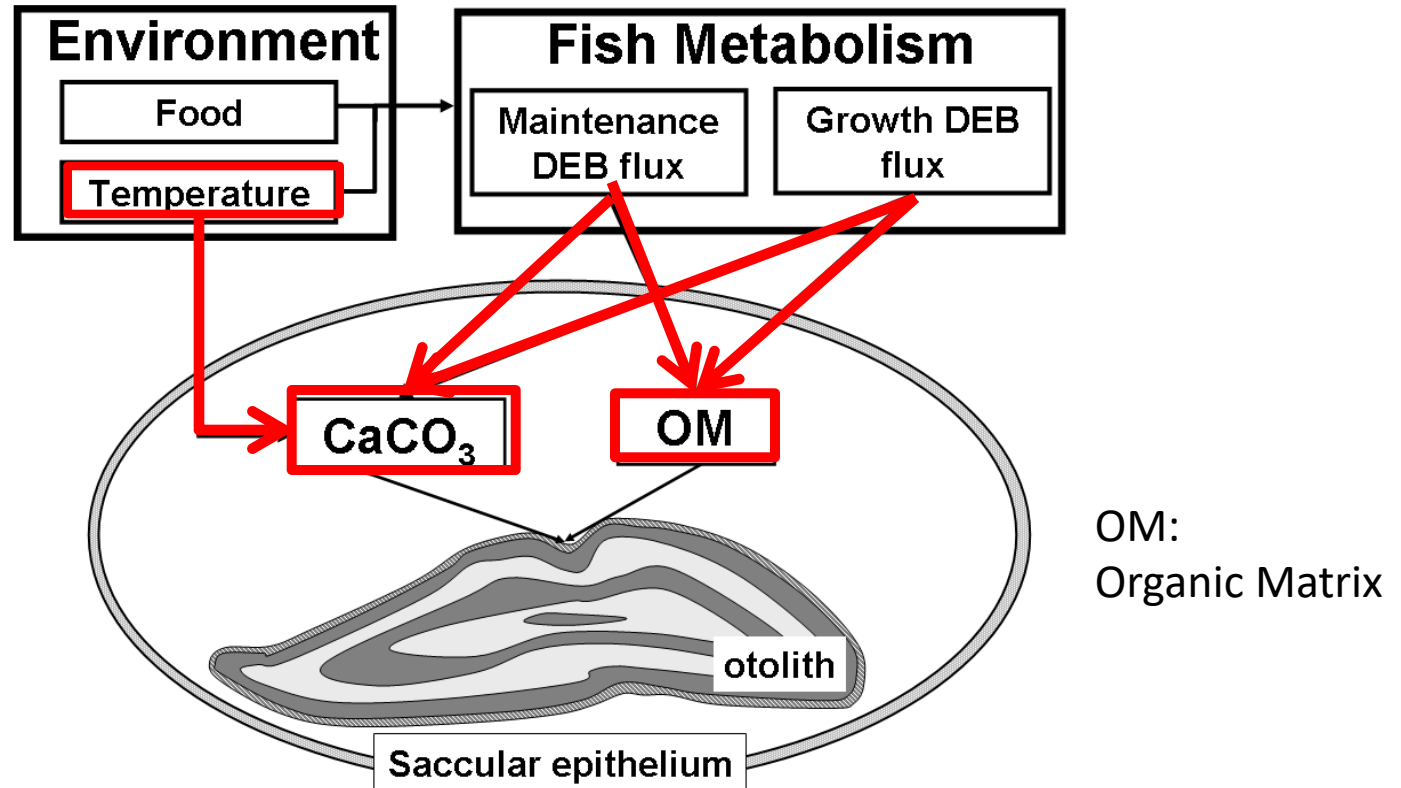 Environment
Food
Temperature
Fish Metabolism
Maintenance
DEB flux
Growth DEB
flux
CaCO₃
OM
OM:
Organic Matrix
otolith
Saccular epithelium